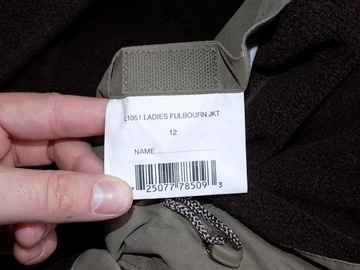 L1051 LADIES FULBOURN JKT
12
NAME
25077 78509 3